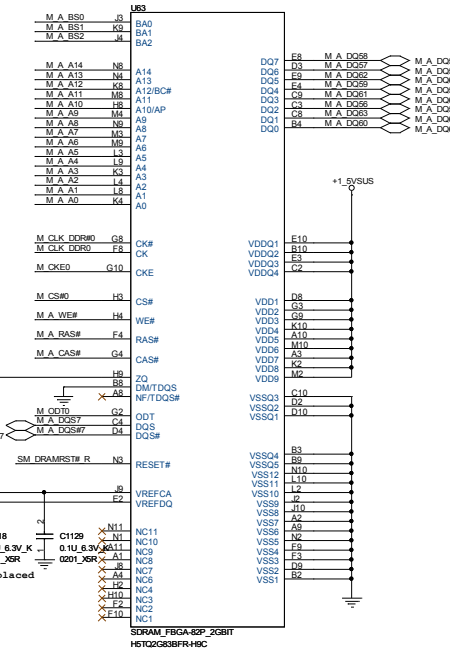 U63
M_A_BS0 J3 BA0
M_A_BS1 K9 BA1
M_A_BS2 J4 BA2
M_A_A14 N8 A14
M_A_A13 N4 A13
M_A_A12 K8 A12/BC#
M_A_A11 M8 A11
M_A_A10 H8 A10/AP
M_A_A9 M4 A9
M_A_A8 N9 A8
M_A_A7 M3 A7
M_A_A6 M9 A6
M_A_A5 L3 A5
M_A_A4 L9 A4
M_A_A3 K3 A3
M_A_A2 L4 A2
M_A_A1 L8 A1
M_A_A0 K4 A0
M_CLK_DDR#0 G8 CK#
M_CLK_DDR0 F8 CK
M_CKE0 G10 CKE
M_CS#0 H3 CS#
M_A_WE# H4 WE#
M_A_RAS# F4 RAS#
M_A_CAS# G4 CAS#
H9 ZQ
B8 DM/TDQS
A8 NF/TDQS#
M_ODT0 G2 ODT
M_A_DQS7 C4 DQS
7 M_A_DQS#7 D4 DQS#
SM_DRAMRST#_R N3 RESET#
J9 VREFCA
E2 VREFDQ
N11 NC11
N1 NC10
A11 NC9
A1 NC8
J8 NC7
A4 NC6
H2 NC4
H10 NC3
F2 NC2
F10 NC1
DQ7 E8 M_A_DQ58
DQ6 D3 M_A_DQ57
DQ5 E9 M_A_DQ62
DQ4 E4 M_A_DQ59
DQ3 C9 M_A_DQ61
DQ2 C3 M_A_DQ56
DQ1 C8 M_A_DQ63
DQ0 B4 M_A_DQ60
+1_5VSUS
VDDQ1 E10
VDDQ2 B10
VDDQ3 E3
VDDQ4 C2
VDD1 D8
VDD2 G3
VDD3 G9
VDD4 K10
VDD5 A10
VDD6 M10
VDD7 A3
VDD8 K2
VDD9 M2
VSSQ3 C10
VSSQ2 D2
VSSQ1 D10
VSSQ4 B3
VSSQ5 B9
VSS12 N10
VSS11 L10
VSS10 L2
VSS9 J2
VSS8 J10
VSS7 A2
VSS6 A9
VSS5 N2
VSS4 F9
VSS3 F3
VSS2 D9
VSS1 B2
2
1
C1129
0.1U_6.3V_K
0201_X5R
SDRAM_FBGA-82P_2GBIT
H5TQ2G83BFR-H9C